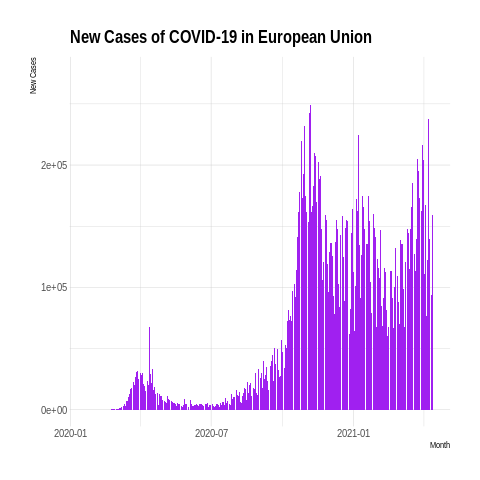 New Cases of COVID-19 in European Union
New Cases
2e+05
1e+05
0e+00
2020-01
2020-07
2021-01
Month